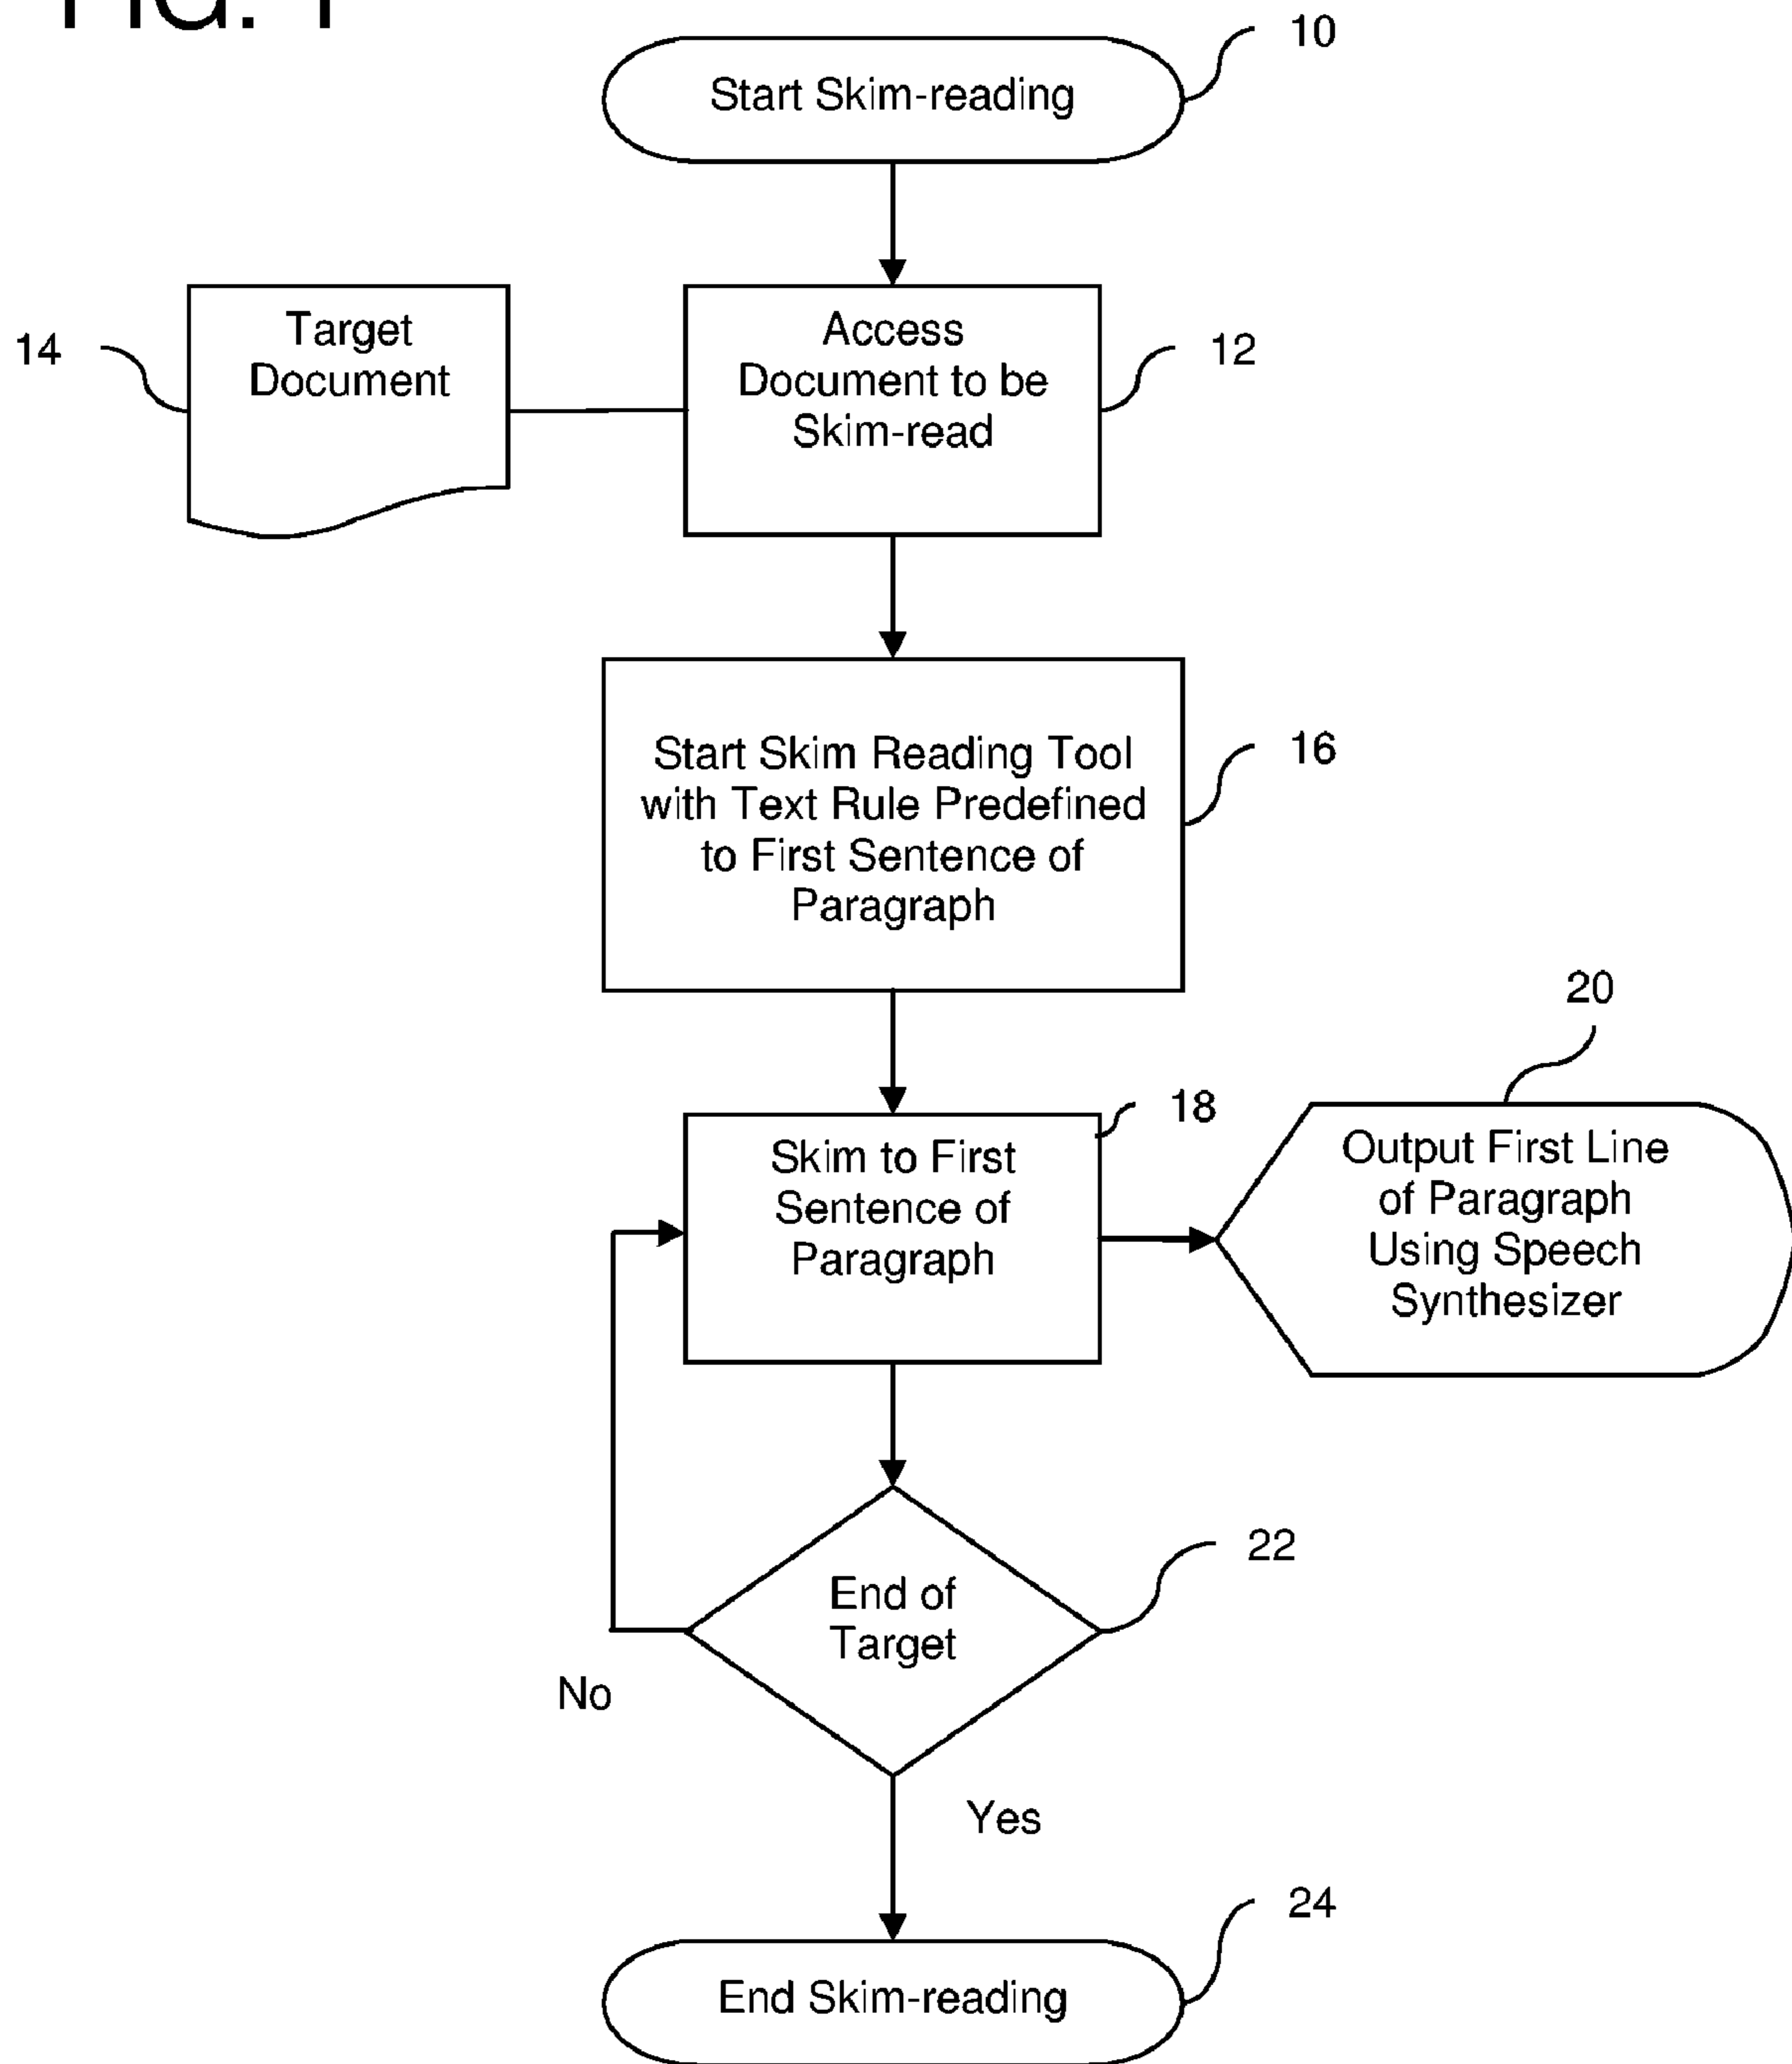 FIG. 1
10
Start Skim-reading
14
Target
Document
Access
Document to be
Skim-read
12
Start Skim Reading Tool
with Text Rule Predefined
to First Sentence of
Paragraph
16
18
Skim to First
Sentence of
Paragraph
20
Output First Line
of Paragraph
Using Speech
Synthesizer
22
End of
Target
No
Yes
24
End Skim-reading